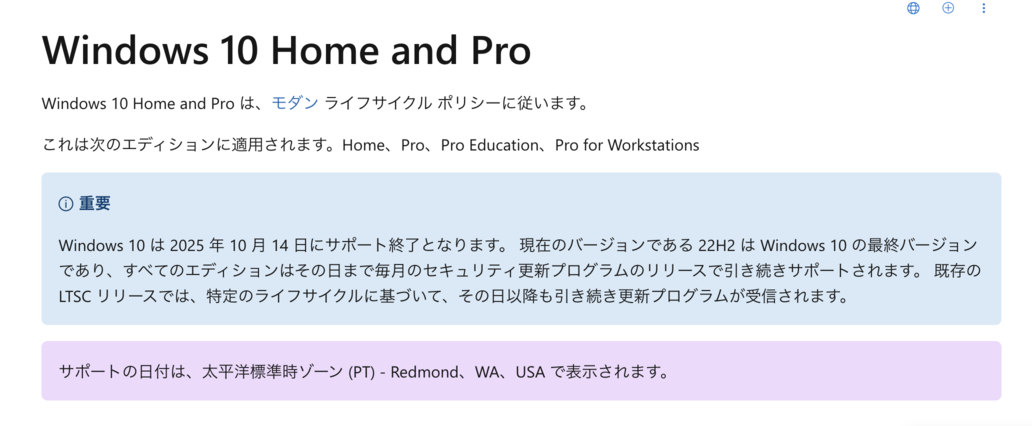 Windows 10 Home and Pro
Windows 10 Home and Pro は、モダン ライフサイクル ポリシーに従います。
これは次のエディションに適用されます。Home、Pro、Pro Education、Pro for Workstations
重要
Windows 10 は 2025 年 10 月 14 日にサポート終了となります。 現在のバージョンである 22H2 は Windows 10 の最終バージョン
であり、すべてのエディションはその日まで毎月のセキュリティ更新プログラムのリリースで引き続きサポートされます。 既存の
LTSC リリースでは、特定のライフサイクルに基づいて、その日以降も引き続き更新プログラムが受信されます。
サポートの日付は、太平洋標準時ゾーン (PT) - Redmond、WA、USA で表示されます。